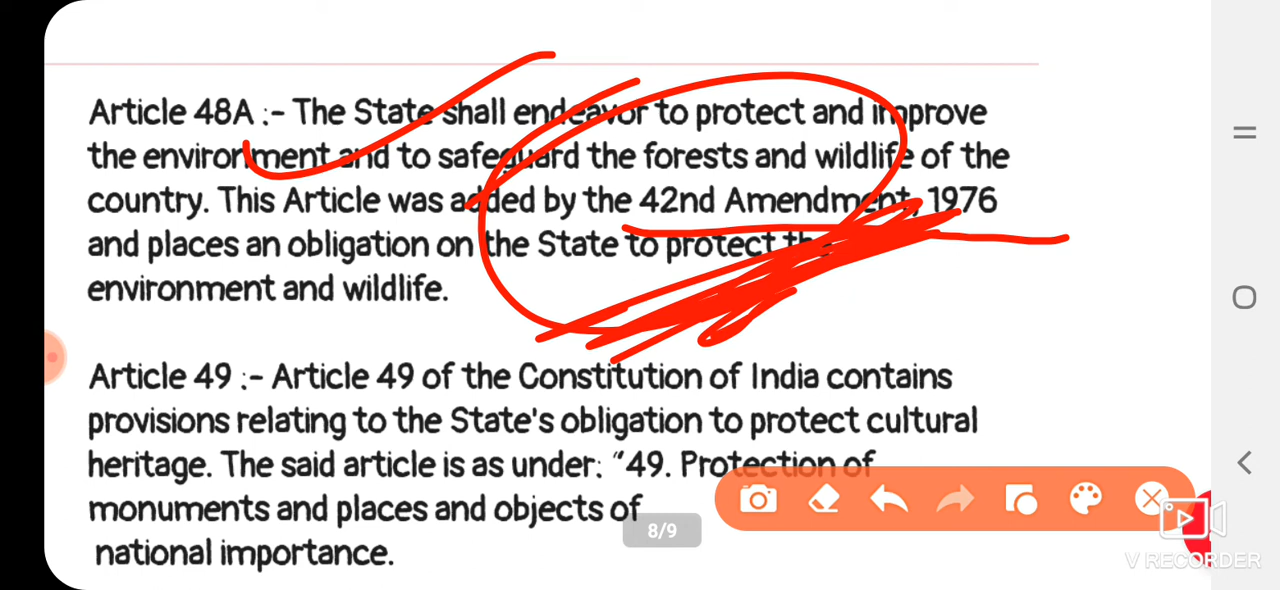 Article 48A :- The State shall endeavor to protect and improve
the environment and to safeguard the forests and wildlife of the
country. This Article was added by the 42nd Amendment, 1976
and places an obligation on the State to protect the
environment and wildlife.
Article 49 :- Article 49 of the Constitution of India contains
provisions relating to the State's obligation to protect cultural
heritage. The said article is as under: “49. Protection of
monuments and places and objects of
national importance.
8/9
V RECORDER